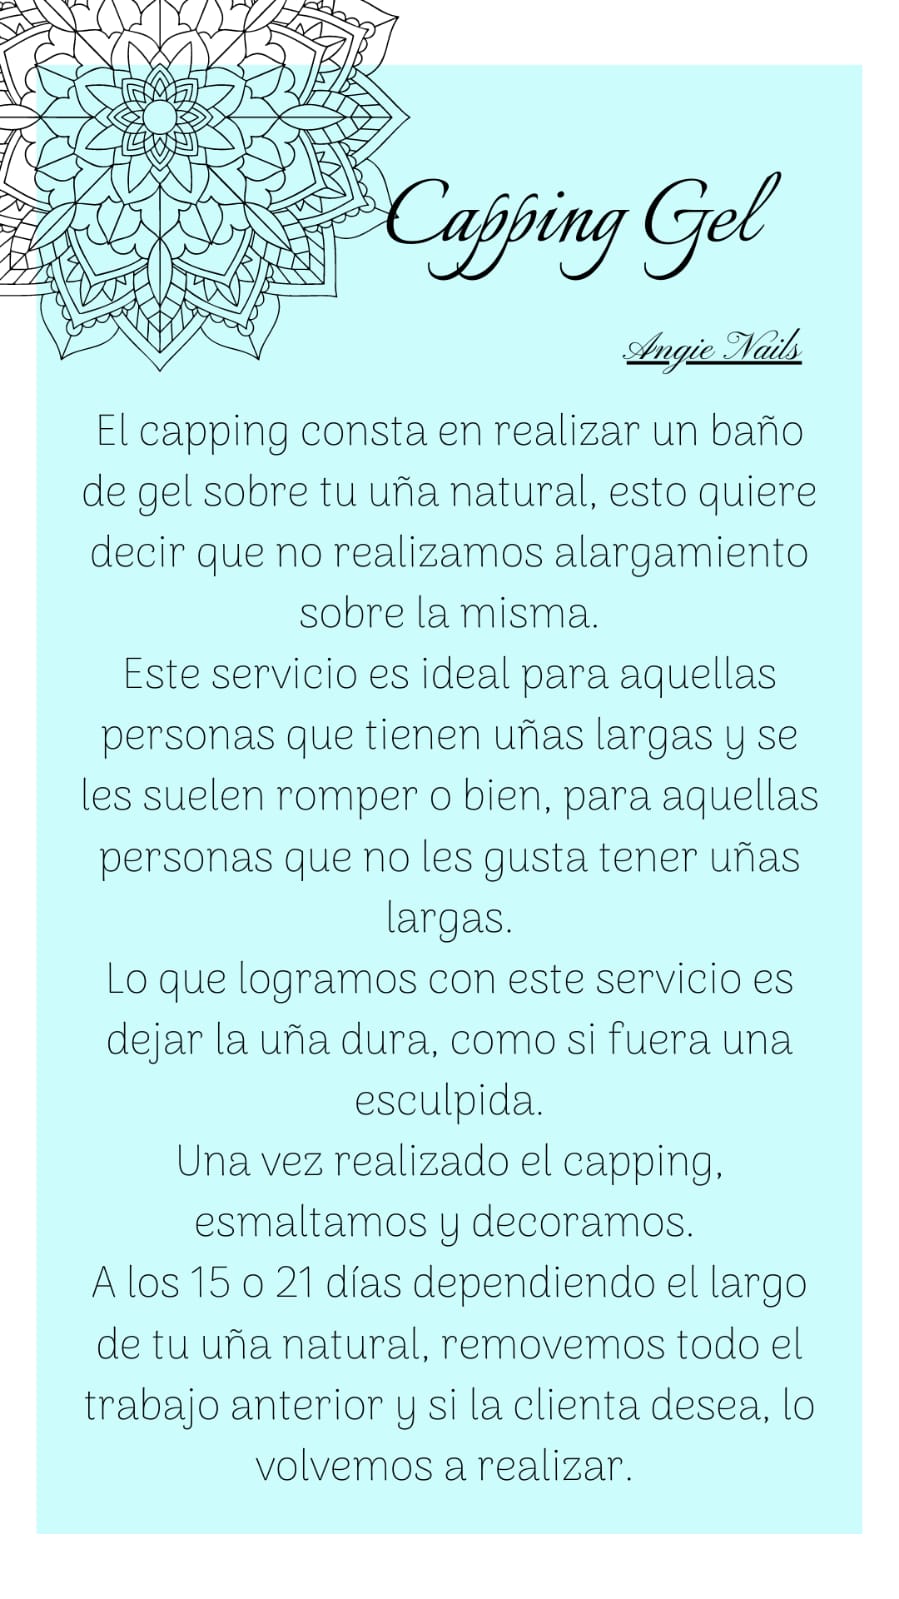 Capping Gel
Angie Nails
El capping consta en realizar un baño
de gel sobre tu uña natural, esto quiere
decir que no realizamos alargamiento
sobre la misma.
Este servicio es ideal para aquellas
personas que tienen uñas largas y se
les suelen romper o bien, para aquellas
personas que no les gusta tener uñas
largas.
Lo que logramos con este servicio es
dejar la uña dura, como si fuera una
esculpida.
Una vez realizado el capping,
esmaltamos y decoramos.
A los 15 o 21 días dependiendo el largo
de tu uña natural, removemos todo el
trabajo anterior y si la clienta desea, lo
volvemos a realizar.